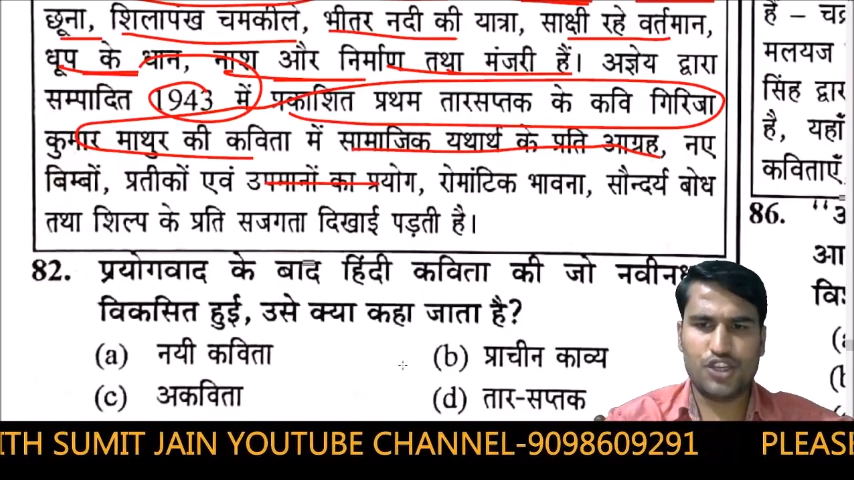 छूना, शिलापंख चमकीले, भीतर नदी की यात्रा, साक्षी रहे वर्तमान,
धूप के धान, नाश और निर्माण तथा मंजरी हैं। अज्ञेय द्वारा
सम्पादित 1943 में प्रकाशित प्रथम तारसप्तक के कवि गिरिजा
कुमार माथुर की कविता में सामाजिक यथार्थ के प्रति आग्रह, नए
बिम्बों, प्रतीकों एवं उपमानों का प्रयोग, रोमांटिक भावना, सौन्दर्य बोध
तथा शिल्प के प्रति सजगता दिखाई पड़ती है।
82. प्रयोगवाद के बाद हिंदी कविता की जो
विकसित हुई, उसे क्या कहा जाता है?
(a) नयी कविता (b) प्राचीन काव्य
(c) अकविता (d) तार-सप्तक
हैं –
मलयज
सिंह द्वार
है, यहाँ
कविताएँ
86.
ITH SUMIT JAIN YOUTUBE CHANNEL-9098609291 PLEASE